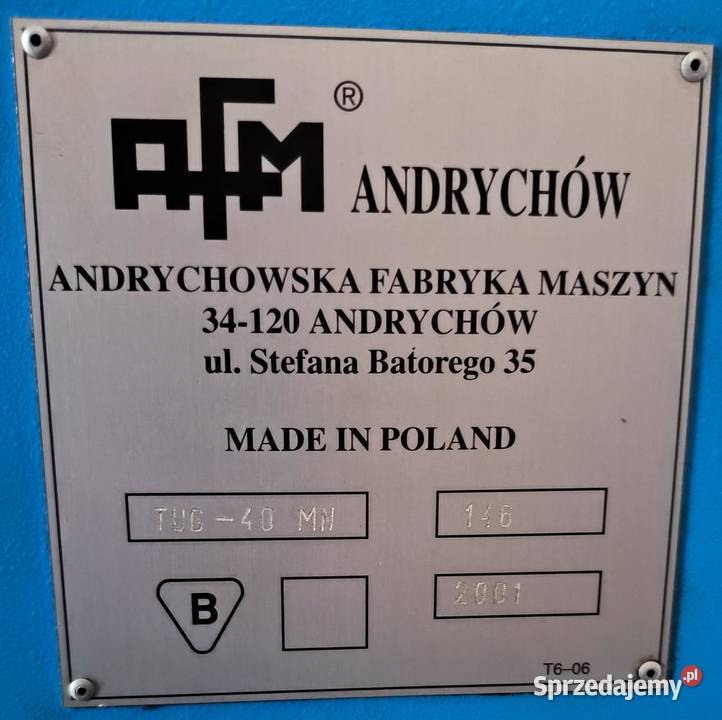 AFM ® ANDRYCHÓW
ANDRYCHOWSKA FABRYKA MASZYN
34-120 ANDRYCHÓW
ul. Stefana Batorego 35
MADE IN POLAND
TUG-40 MN 146
B 2001
T6-06
Sprzedajemy.pl